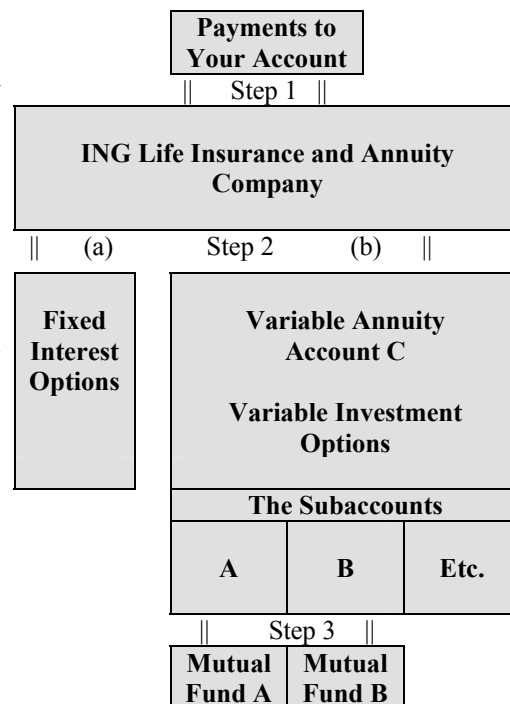 Payments to
Your Account
|| Step 1 ||
ING Life Insurance and Annuity
Company
|| (a) Step 2 (b) ||
Fixed
Interest
Options
Variable Annuity
Account C
Variable Investment
Options
The Subaccounts
A B Etc.
|| Step 3 ||
Mutual
Fund A
Mutual
Fund B